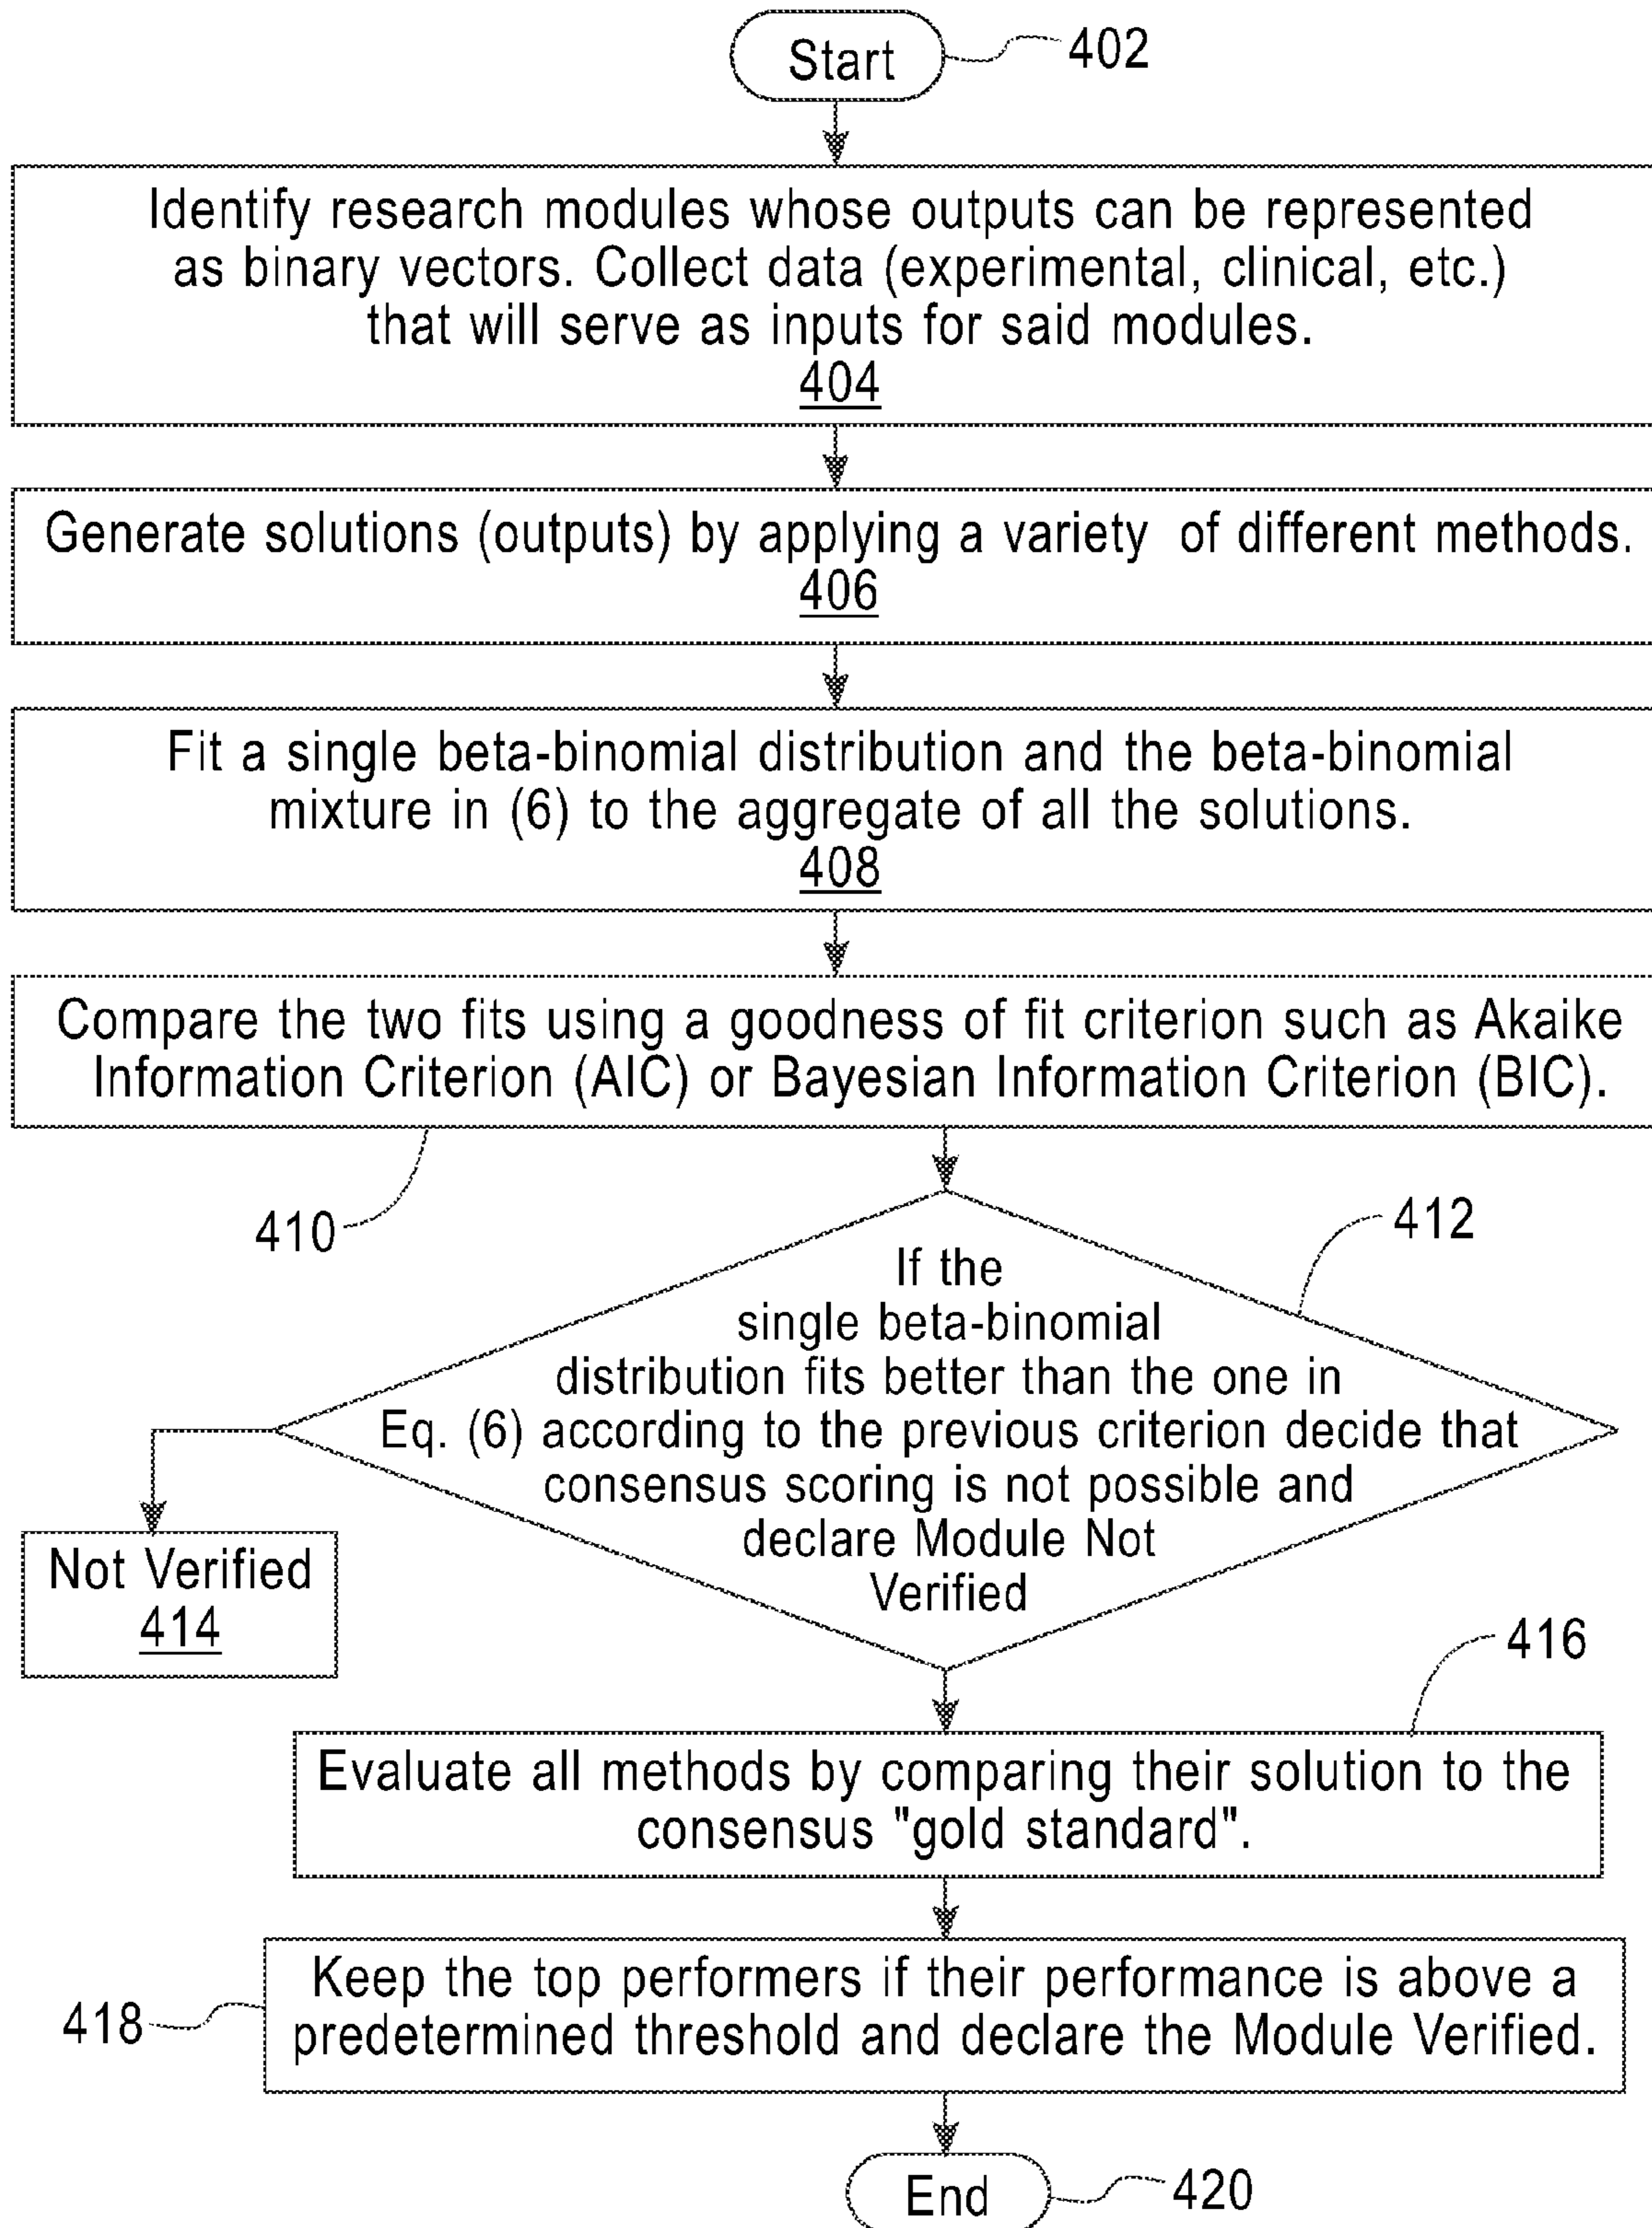 Start
402
Identify research modules whose outputs can be represented
as binary vectors. Collect data (experimental, clinical, etc.)
that will serve as inputs for said modules.
404
Generate solutions (outputs) by applying a variety of different methods.
406
Fit a single beta-binomial distribution and the beta-binomial
mixture in (6) to the aggregate of all the solutions.
408
Compare the two fits using a goodness of fit criterion such as Akaike
Information Criterion (AIC) or Bayesian Information Criterion (BIC).
410
412
If the
single beta-binomial
distribution fits better than the one in
Eq. (6) according to the previous criterion decide that
consensus scoring is not possible and
declare Module Not
Verified
Not Verified
414
416
Evaluate all methods by comparing their solution to the
consensus "gold standard".
Keep the top performers if their performance is above a
predetermined threshold and declare the Module Verified.
418
End
420